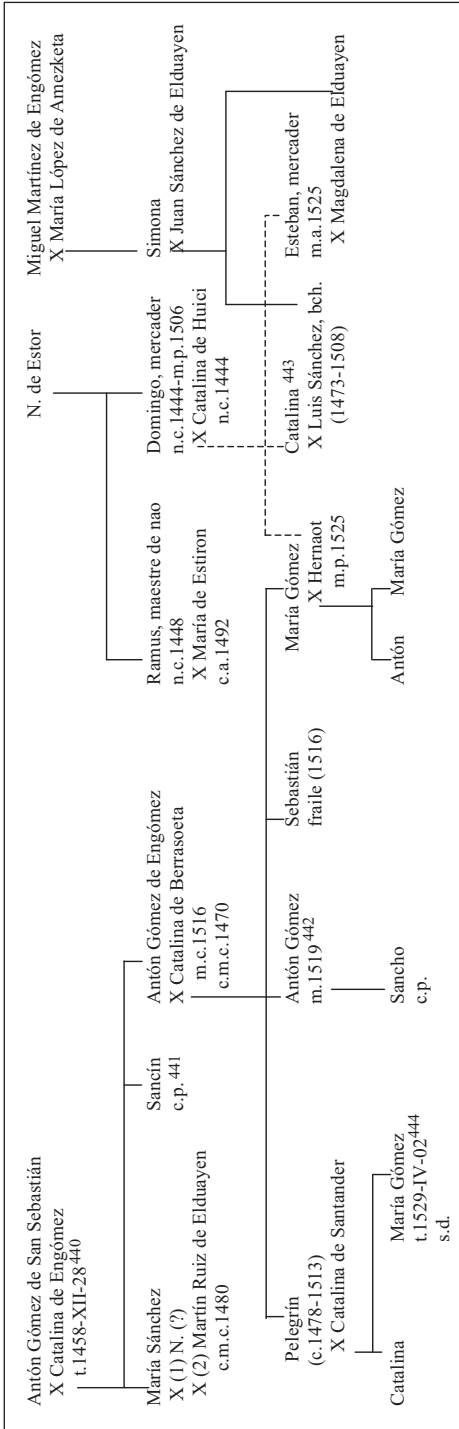 Antón Gómez de San Sebastián
X Catalina de Engómez
t.1458-XII-28440
N. de Estor
Miguel Martínez de Engómez
X María López de Amezketa
María Sánchez
X (1) N. (?)
X (2) Martín Ruiz de Elduayen
c.m.c.1480
Sancín
c.p.441
Antón Gómez de Engómez
X Catalina de Berrasoeta
m.c.1516
c.m.c.1470
Ramus, maestre de nao
n.c.1448
X María de Estiron
c.a.1492
Domingo, mercader
n.c.1444-m.p.1506
X Catalina de Huici
n.c.1444
Simona
X Juan Sánchez de Elduayen
Pelegrín
(c.1478-1513)
X Catalina de Santander
Antón Gómez
m.1519442
Sebastián
fraile (1516)
María Gómez
X Hernaot
m.p.1525
Catalina 443
X Luis Sánchez, bch.
(1473-1508)
Esteban, mercader
m.a.1525
X Magdalena de Elduayen
Catalina
María Gómez
t.1529-IV-02444
s.d.
Sancho
c.p.
Antón
María Gómez